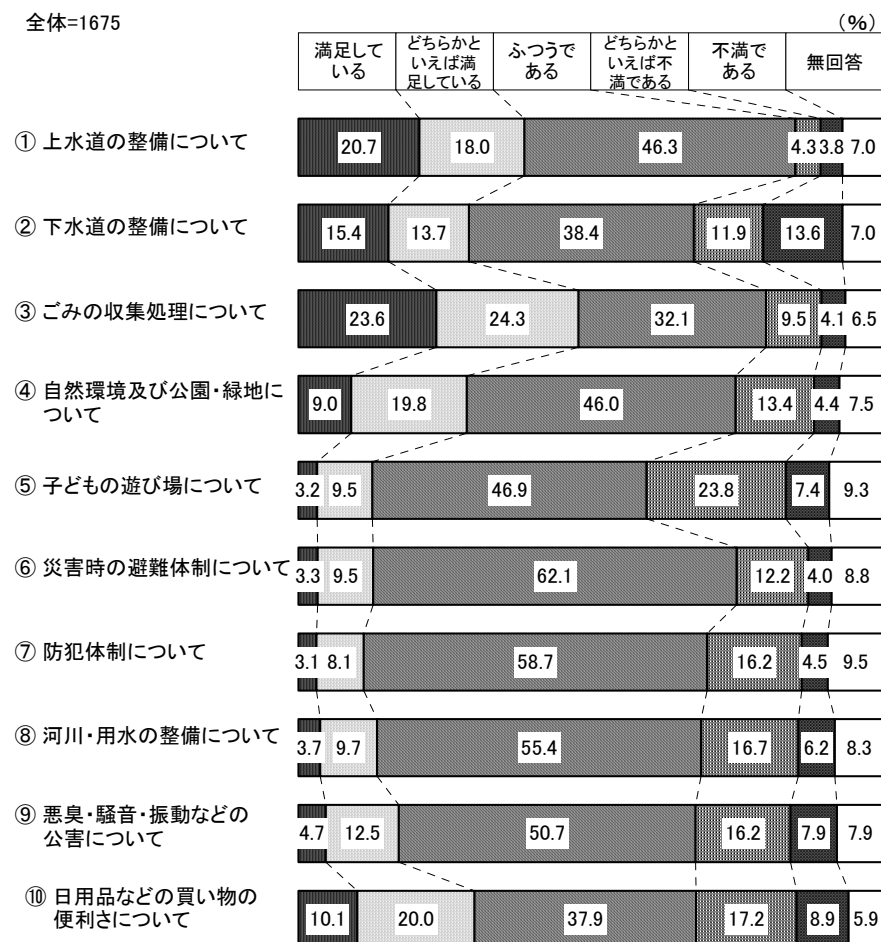 全体=1675
(%)
満足して
いる
どちらかと
いえば満
足している
ふつうで
ある
どちらかと
いえば不
満である
不満で
ある
無回答
① 上水道の整備について
20.7 18.0 46.3 4.3 3.8 7.0
② 下水道の整備について
15.4 13.7 38.4 11.9 13.6 7.0
③ ごみの収集処理について
23.6 24.3 32.1 9.5 4.1 6.5
④ 自然環境及び公園・緑地に
ついて
9.0 19.8 46.0 13.4 4.4 7.5
⑤ 子どもの遊び場について
3.2 9.5 46.9 23.8 7.4 9.3
⑥ 災害時の避難体制について
3.3 9.5 62.1 12.2 4.0 8.8
⑦ 防犯体制について
3.1 8.1 58.7 16.2 4.5 9.5
⑧ 河川・用水の整備について
3.7 9.7 55.4 16.7 6.2 8.3
⑨ 悪臭・騒音・振動などの
公害について
4.7 12.5 50.7 16.2 7.9 7.9
⑩ 日用品などの買い物の
便利さについて
10.1 20.0 37.9 17.2 8.9 5.9